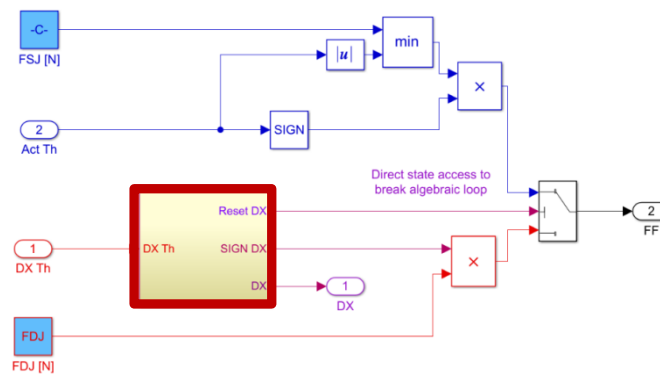 -C-
FSJ [N]
|u|
min
×
2
Act Th
SIGN
Direct state access to
break algebraic loop
Reset DX
2
FF
1
DX Th
DX Th
SIGN DX
×
DX
1
DX
FDJ
FDJ [N]